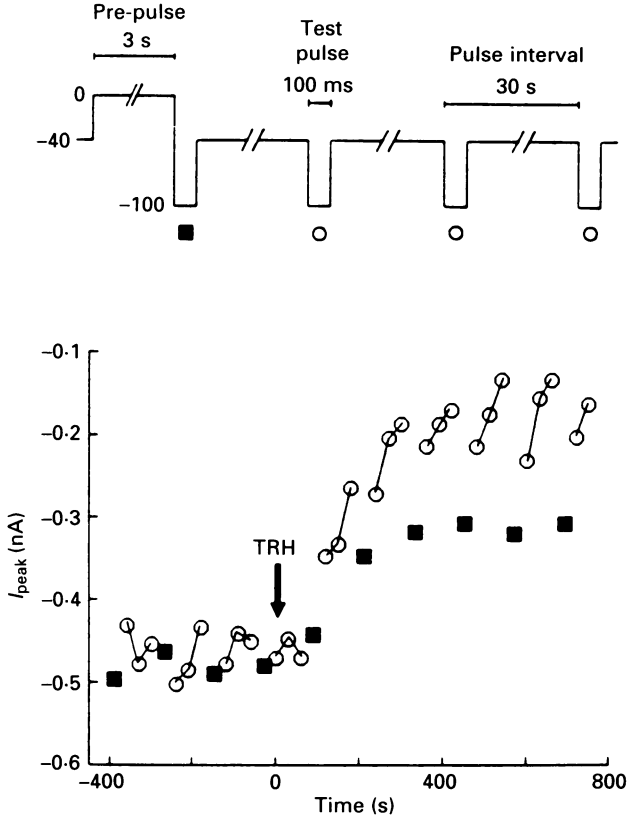 Pre-pulse
3 s
Test
pulse
100 ms
Pulse interval
30 s
0
−40
−100
−0·1
−0·2
−0·3
−0·4
−0·5
−0.6
I peak (nA)
TRH
−400
0
400
800
Time (s)